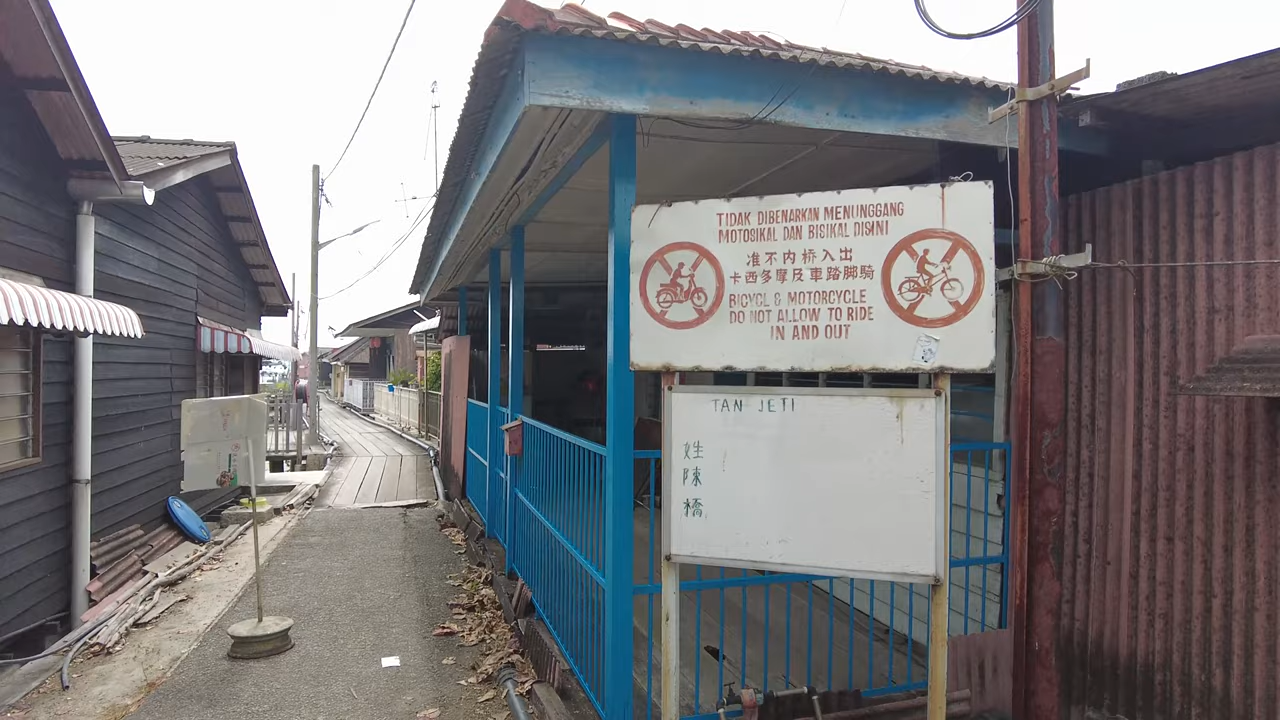 TIDAK DIBENARKAN MENUNGGANG
MOTOSIKAL DAN BISIKAL DISINI
准不内桥入出
卡西多摩及車踏脚騎
BICYCL & MOTORCYCLE
DO NOT ALLOW TO RIDE
IN AND OUT
TAN JETI
姓
陳
橋